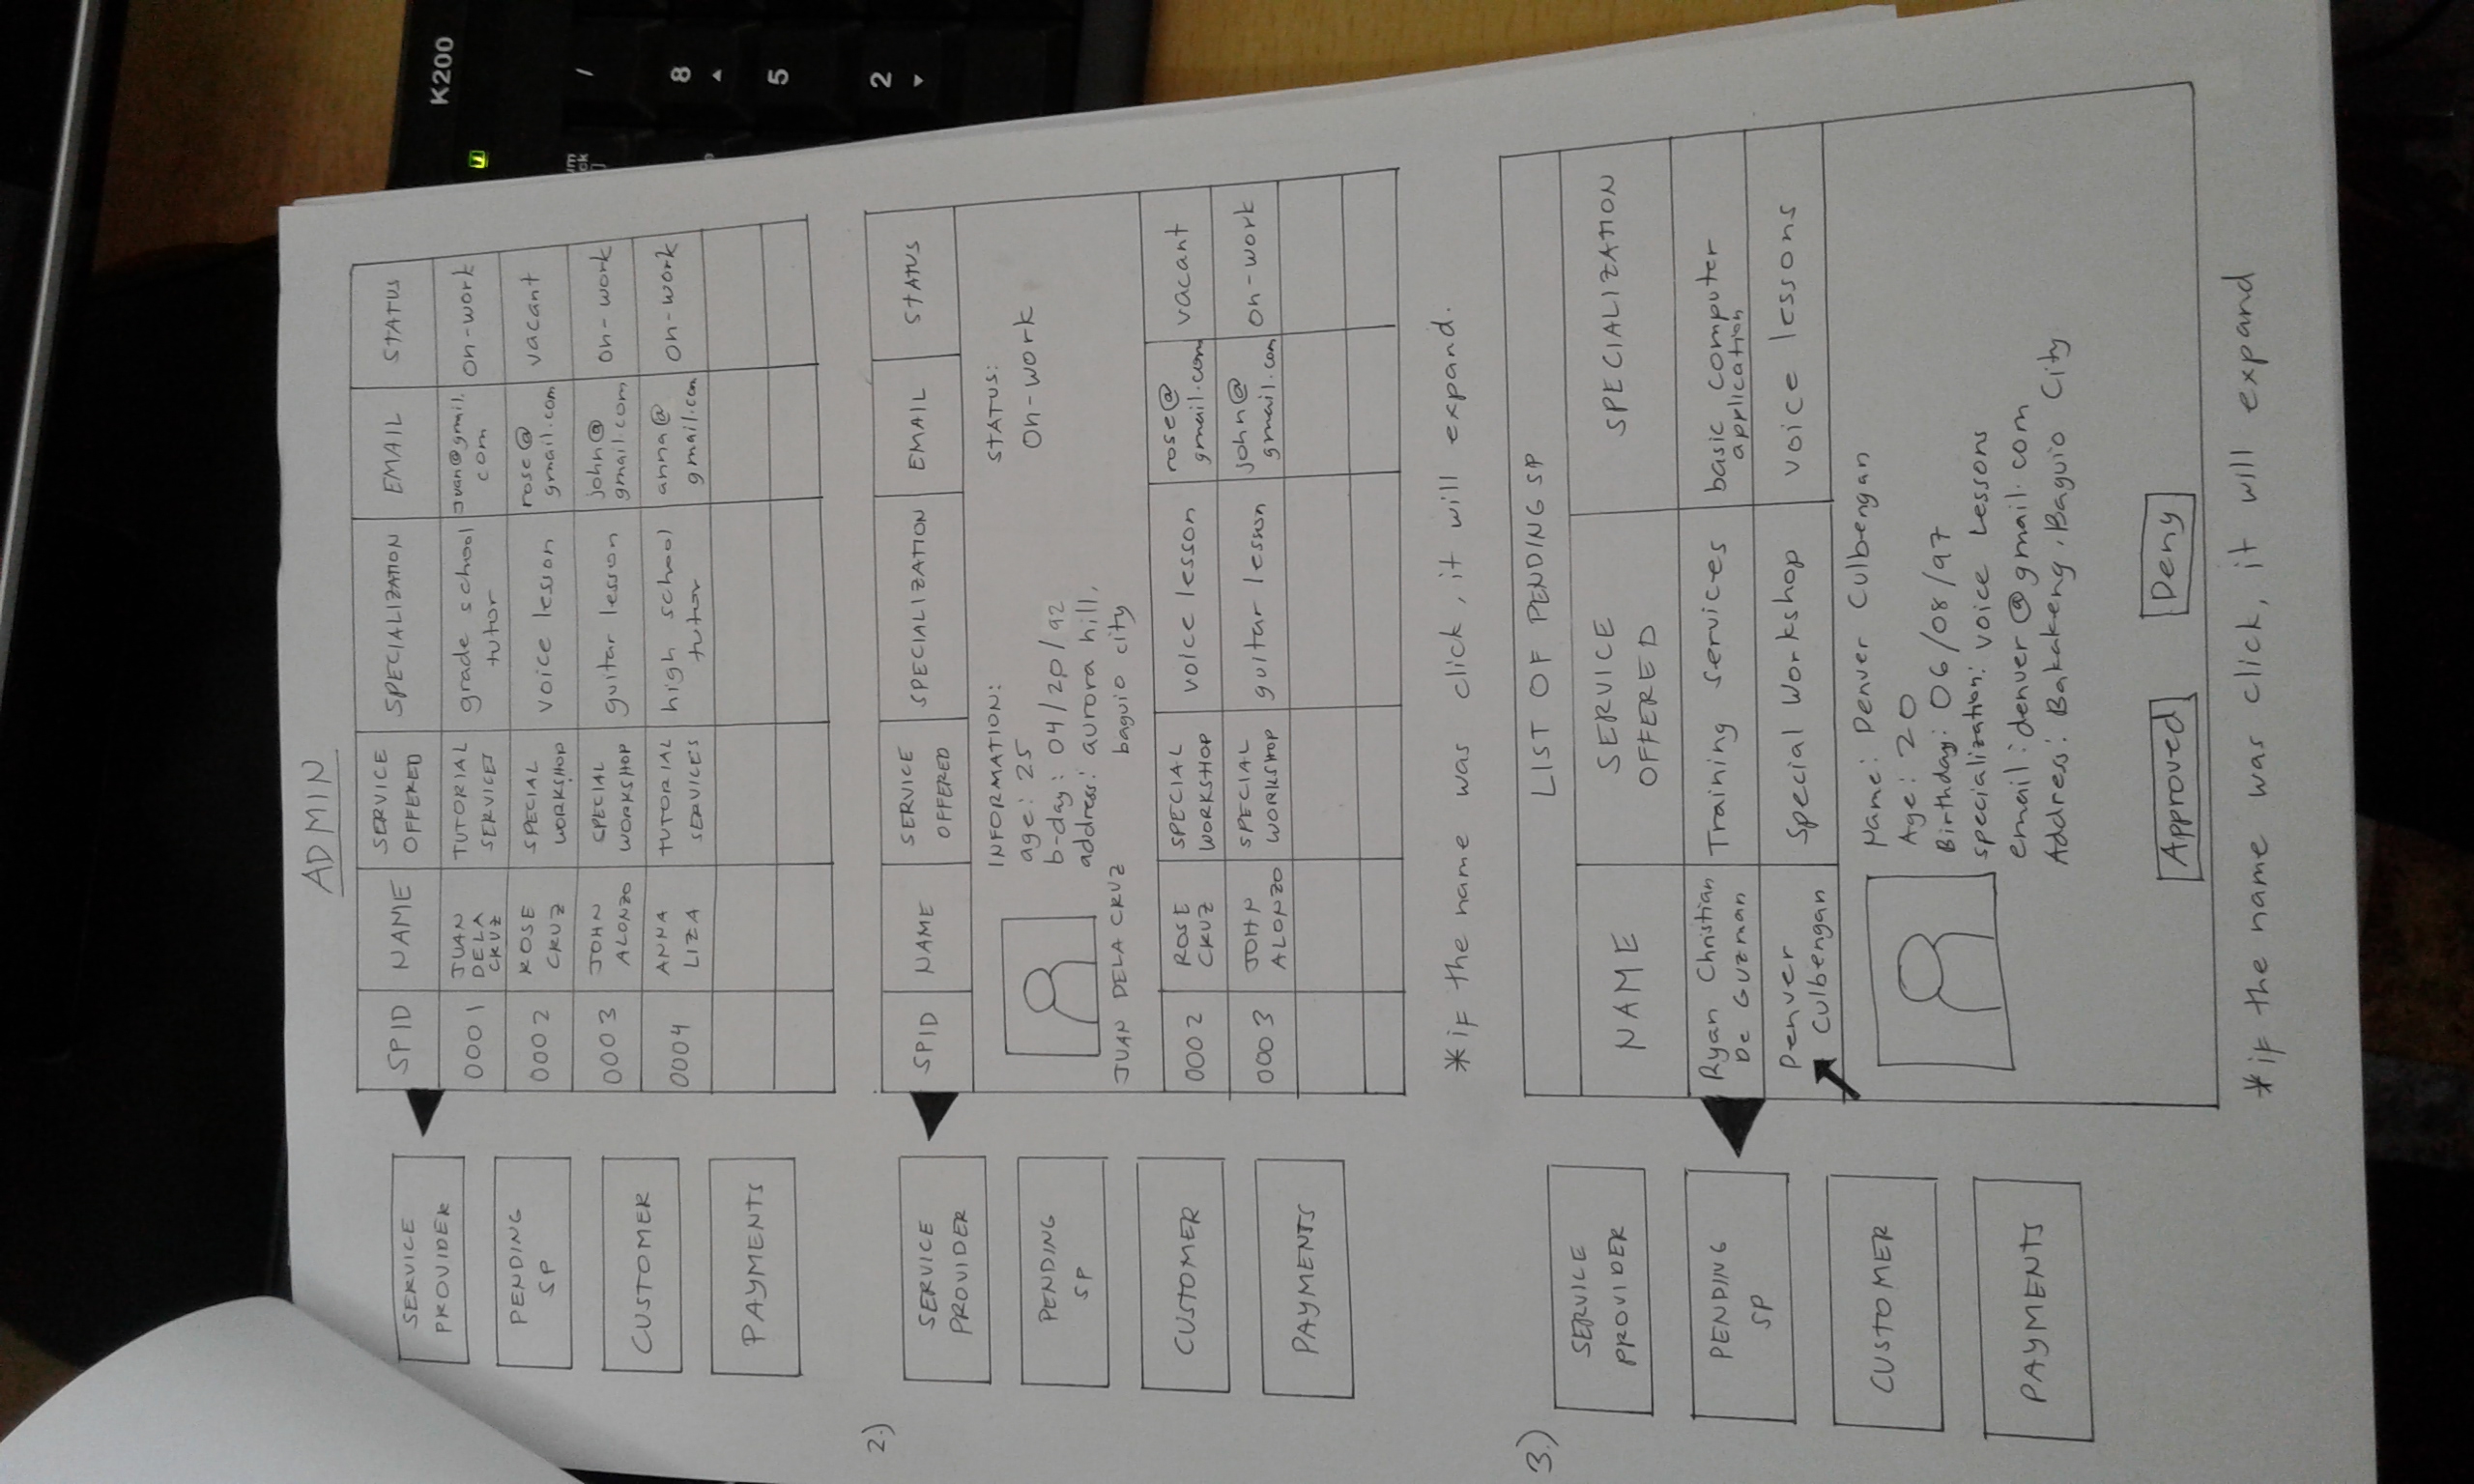 ADMIN
SERVICE
PROVIDER
PENDING
SP
CUSTOMER
PAYMENTS
SPID NAME SERVICE OFFERED SPECIALIZATION EMAIL STATUS
0001 JUAN DELA CRUZ TUTORIAL SERVICES grade school tutor juan@gmail.com on-work
0002 ROSE CRUZ SPECIAL WORKSHOP voice lesson rose@gmail.com vacant
0003 JOHN ALONZO SPECIAL WORKSHOP guitar lesson john@gmail.com on-work
0004 ANNA LIZA TUTORIAL SERVICES high school tutor anna@gmail.com on-work
2.)
SERVICE
PROVIDER
PENDING
SP
CUSTOMER
PAYMENTS
SPID NAME SERVICE OFFERED SPECIALIZATION EMAIL STATUS
INFORMATION:
age: 25
b-day: 04/20/92
address: aurora hill,
baguio city
STATUS:
on-work
JUAN DELA CRUZ
0002 ROSE CRUZ SPECIAL WORKSHOP voice lesson rose@gmail.com vacant
0003 JOHN ALONZO SPECIAL WORKSHOP guitar lesson john@gmail.com on-work
*if the name was click, it will expand.
3.)
SERVICE
PROVIDER
PENDING
SP
CUSTOMER
PAYMENTS
LIST OF PENDING SP
NAME SERVICE OFFERED SPECIALIZATION
Ryan Christian De Guzman Training services basic computer application
Denver Culbengan Special Workshop voice lessons
Name: Denver Culbengan
Age: 20
Birthday: 06/08/97
specialization: voice Lessons
email: denver@gmail.com
Address: Bakakeng, Baguio City
Approved Deny
*if the name was click, it will expand
K200
/
8
5
2